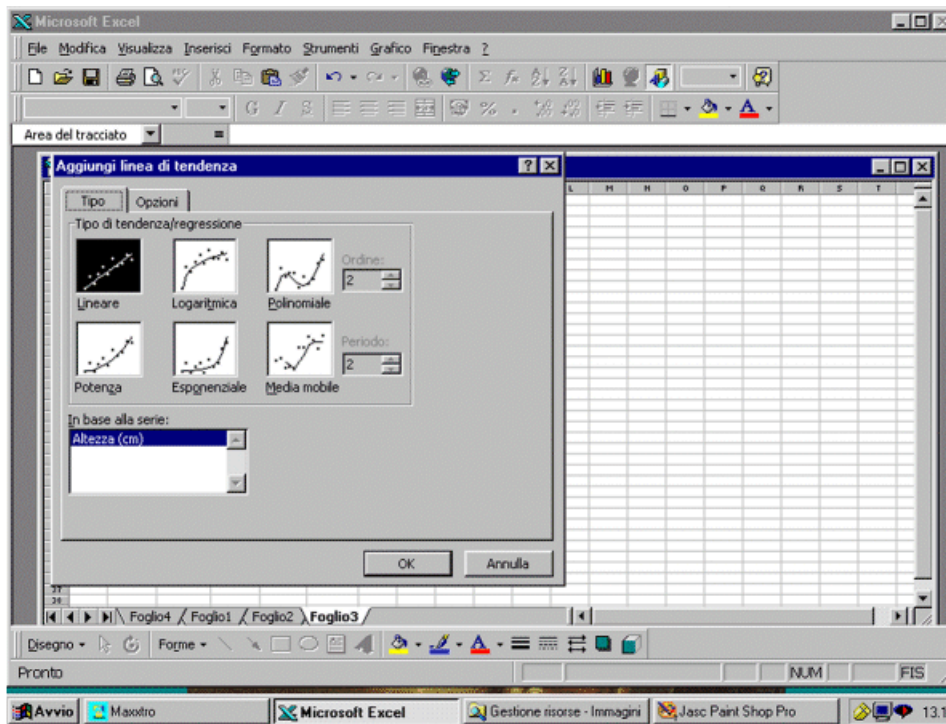 Microsoft Excel
File Modifica Visualizza Inserisci Formato Strumenti Grafico Finestra ?
G I S
Area del tracciato =
Aggiungi linea di tendenza
L M N O P Q R S T
Tipo Opzioni
Tipo di tendenza/regressione
Ordine:
2
Lineare Logaritmica Polinomiale
Periodo:
2
Potenza Esponenziale Media mobile
In base alla serie:
Altezza (cm)
OK Annulla
37
38
Foglio4 Foglio1 Foglio2 Foglio3
Disegno Forme
Pronto NUM FIS
Avvio Maxxtro Microsoft Excel Gestione risorse - Immagini Jasc Paint Shop Pro